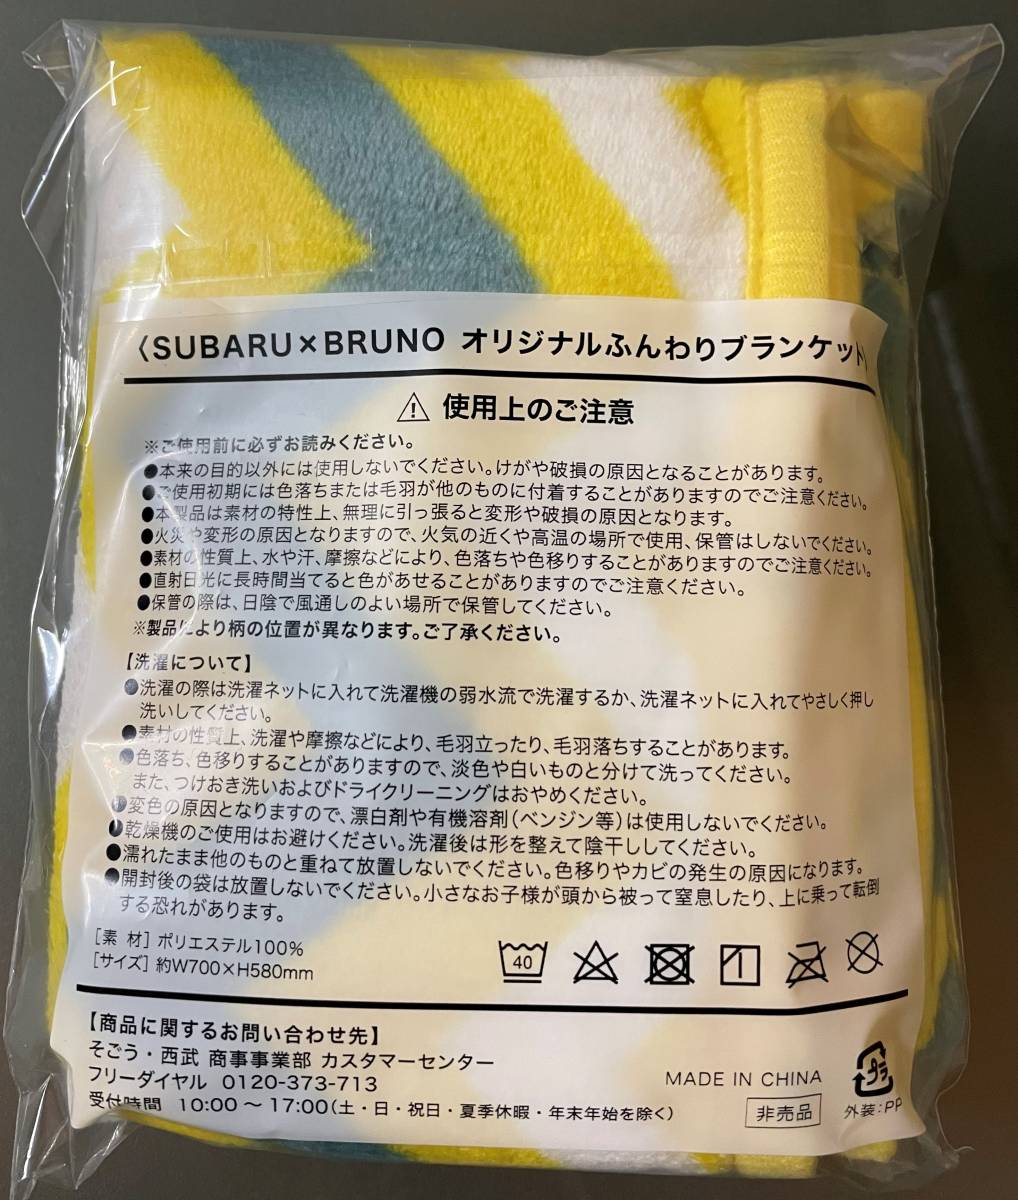 〈SUBARU×BRUNO オリジナルふんわりブランケット〉
⚠ 使用上のご注意
※ご使用前に必ずお読みください。
●本来の目的以外には使用しないでください。けがや破損の原因となることがあります。
●ご使用初期には色落ちまたは毛羽が他のものに付着することがありますのでご注意ください。
●本製品は素材の特性上、無理に引っ張ると変形や破損の原因となります。
●火災や変形の原因となりますので、火気の近くや高温の場所で使用、保管はしないでください。
●素材の性質上、水や汗、摩擦などにより、色落ちや色移りすることがありますのでご注意ください。
●直射日光に長時間当てると色があせることがありますのでご注意ください。
●保管の際は、日陰で風通しのよい場所で保管してください。
※製品により柄の位置が異なります。ご了承ください。
【洗濯について】
●洗濯の際は洗濯ネットに入れて洗濯機の弱水流で洗濯するか、洗濯ネットに入れてやさしく押し
洗いしてください。
●素材の性質上、洗濯や摩擦などにより、毛羽立ったり、毛羽落ちすることがあります。
●色落ち、色移りすることがありますので、淡色や白いものと分けて洗ってください。
また、つけおき洗いおよびドライクリーニングはおやめください。
●変色の原因となりますので、漂白剤や有機溶剤（ベンジン等）は使用しないでください。
●乾燥機のご使用はお避けください。洗濯後は形を整えて陰干ししてください。
●濡れたまま他のものと重ねて放置しないでください。色移りやカビの発生の原因になります。
●開封後の袋は放置しないでください。小さなお子様が頭から被って窒息したり、上に乗って転倒
する恐れがあります。
［素 材］ポリエステル100%
［サイズ］約W700×H580mm
40
【商品に関するお問い合わせ先】
そごう・西武 商事事業部 カスタマーセンター
フリーダイヤル 0120-373-713
受付時間 10:00～17:00（土・日・祝日・夏季休暇・年末年始を除く）
MADE IN CHINA
非売品
プラ
外装：PP